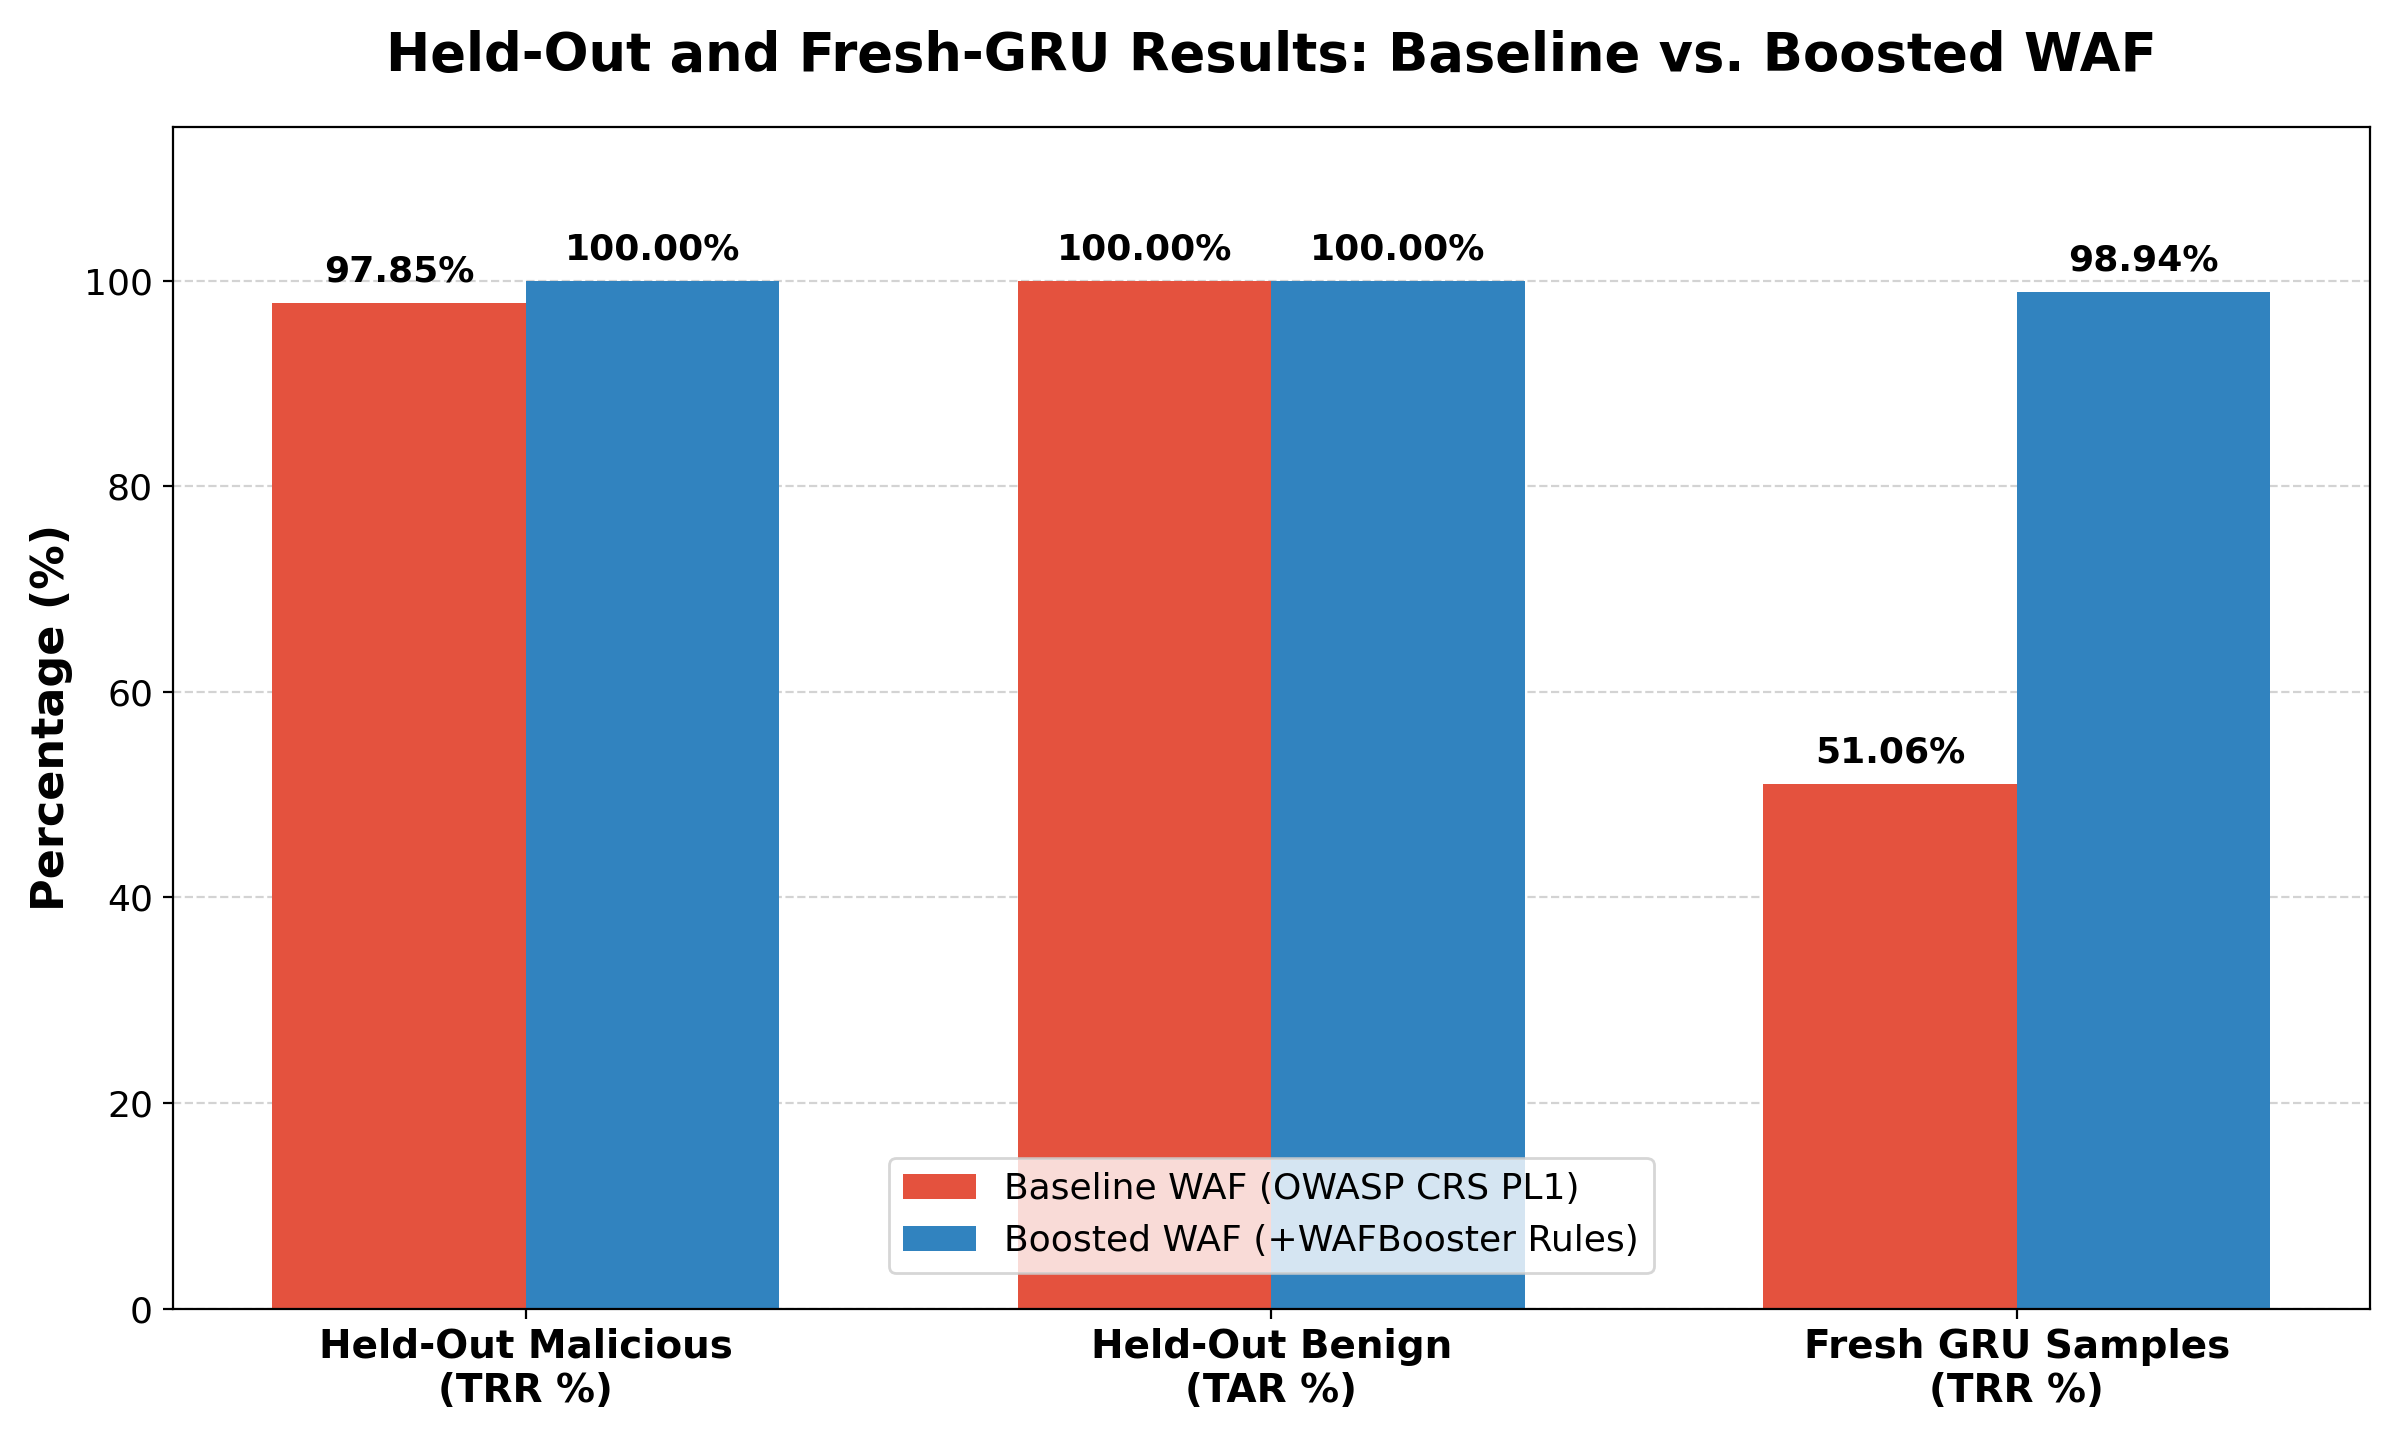 Held-Out and Fresh-GRU Results: Baseline vs. Boosted WAF
Percentage (%)
100
80
60
40
20
0
97.85%
100.00%
100.00%
100.00%
51.06%
98.94%
Baseline WAF (OWASP CRS PL1)
Boosted WAF (+WAFBooster Rules)
Held-Out Malicious
(TRR %)
Held-Out Benign
(TAR %)
Fresh GRU Samples
(TRR %)